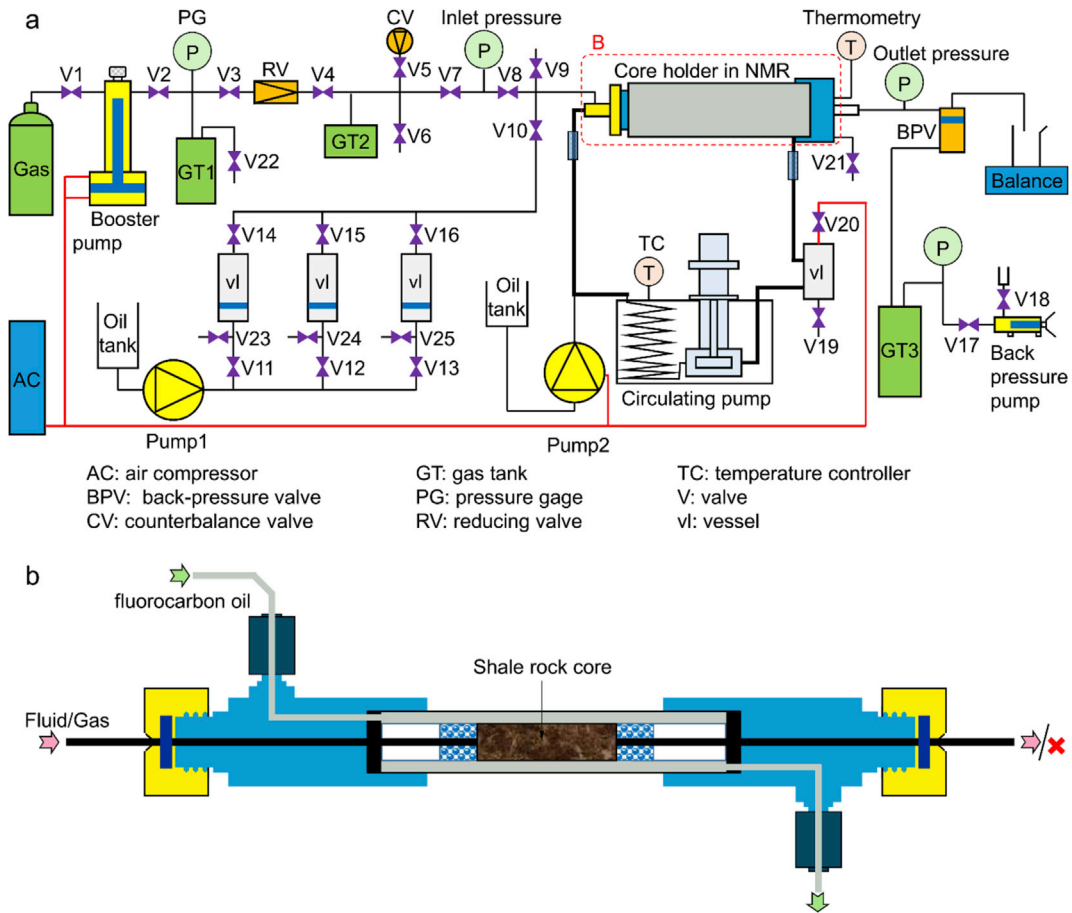 a
PG
CV
Inlet pressure
Thermometry
P
V5
P
B
T
Outlet pressure
V1
V2
V3
RV
V4
V7
V8
V9
Core holder in NMR
P
V6
V10
BPV
Gas
GT1
V22
GT2
V21
Balance
Booster
pump
V14
V15
V16
TC
V20
P
vl
vl
vl
T
vl
Oil
tank
Oil
tank
V18
V23
V24
V25
V19
V17
GT3
Back
pressure
pump
AC
V11
V12
V13
Circulating pump
Pump1
Pump2
AC: air compressor
GT: gas tank
TC: temperature controller
BPV: back-pressure valve
PG: pressure gage
V: valve
CV: counterbalance valve
RV: reducing valve
vl: vessel
b
fluorocarbon oil
Shale rock core
Fluid/Gas